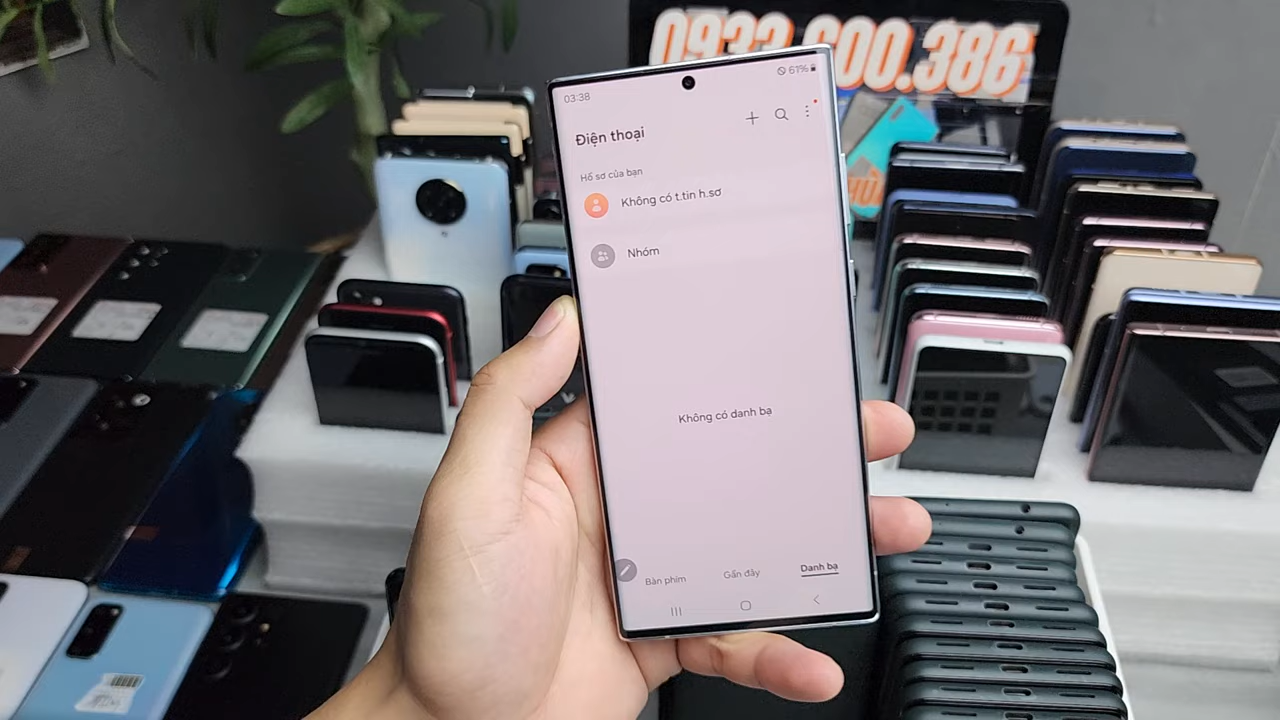 0933.600.386
03:38
61%
Điện thoại
Hồ sơ của bạn
Không có t.tin h.sơ
Nhóm
Không có danh bạ
Bàn phím
Gần đây
Danh bạ